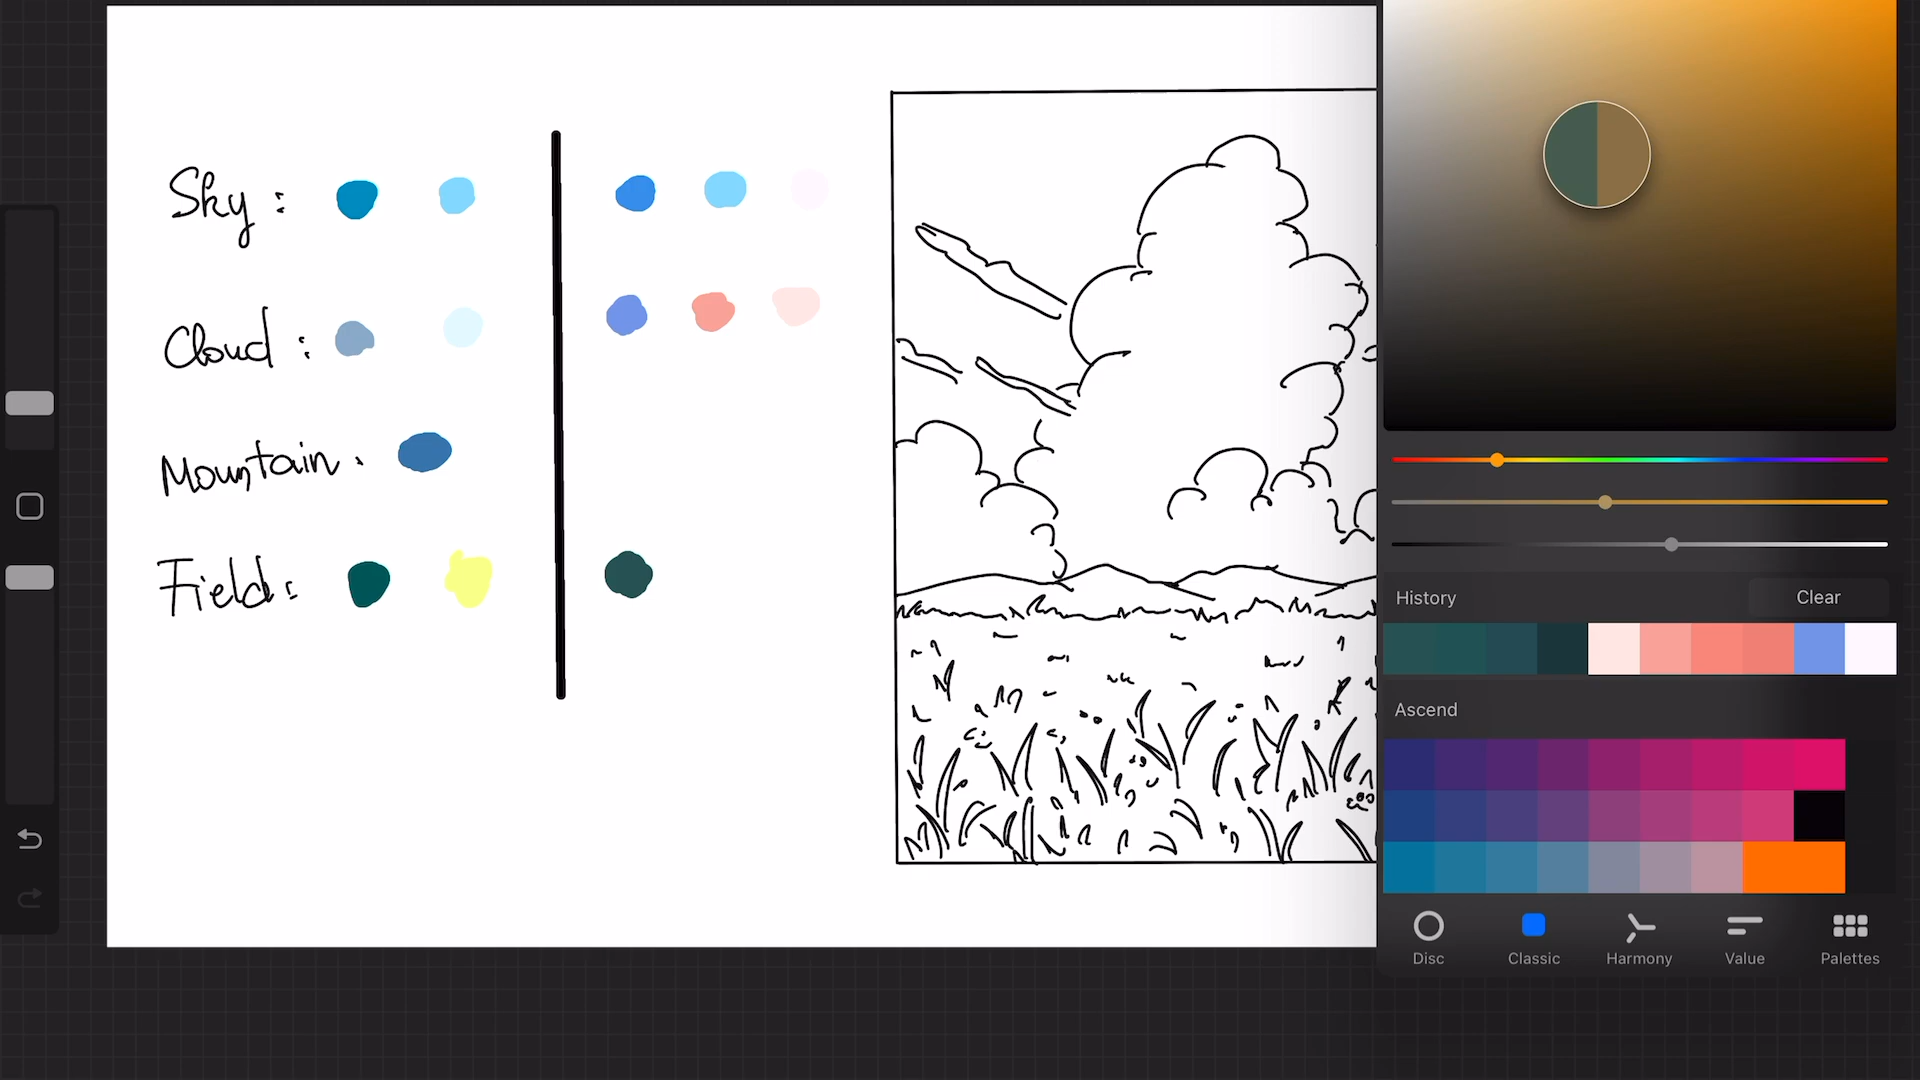 Sky :
Cloud :
Mountain .
Field :
History
Clear
Ascend
Disc
Classic
Harmony
Value
Palettes